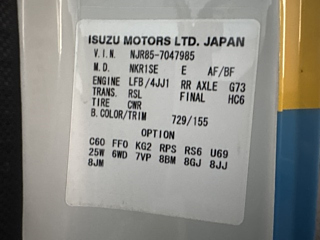 ISUZU MOTORS LTD. JAPAN
V.I.N. NJR85-7047985
M.D. NKR1SE E AF/BF
ENGINE LFB/4JJ1 RR AXLE G73
TRANS. RSL FINAL HC6
TIRE CWR
B.COLOR/TRIM 729/155
OPTION
C60 FF0 KG2 RPS RS6 U69
25W 6WD 7VP 8BM 8GJ 8JJ
8JM